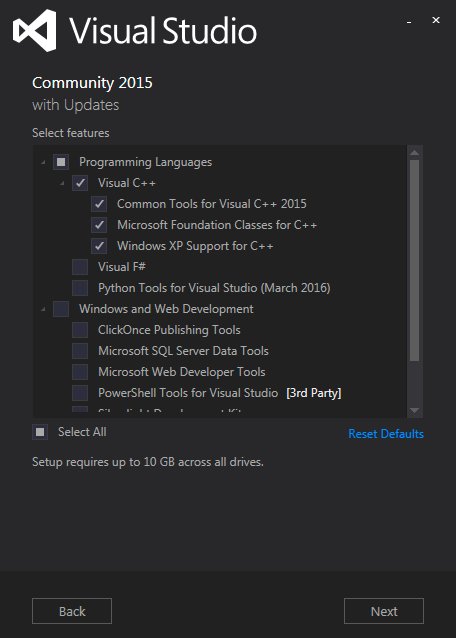 Visual Studio
Community 2015
with Updates
Select features
Programming Languages
Visual C++
Common Tools for Visual C++ 2015
Microsoft Foundation Classes for C++
Windows XP Support for C++
Visual F#
Python Tools for Visual Studio (March 2016)
Windows and Web Development
ClickOnce Publishing Tools
Microsoft SQL Server Data Tools
Microsoft Web Developer Tools
PowerShell Tools for Visual Studio [3rd Party]
Select All
Reset Defaults
Setup requires up to 10 GB across all drives.
Back
Next